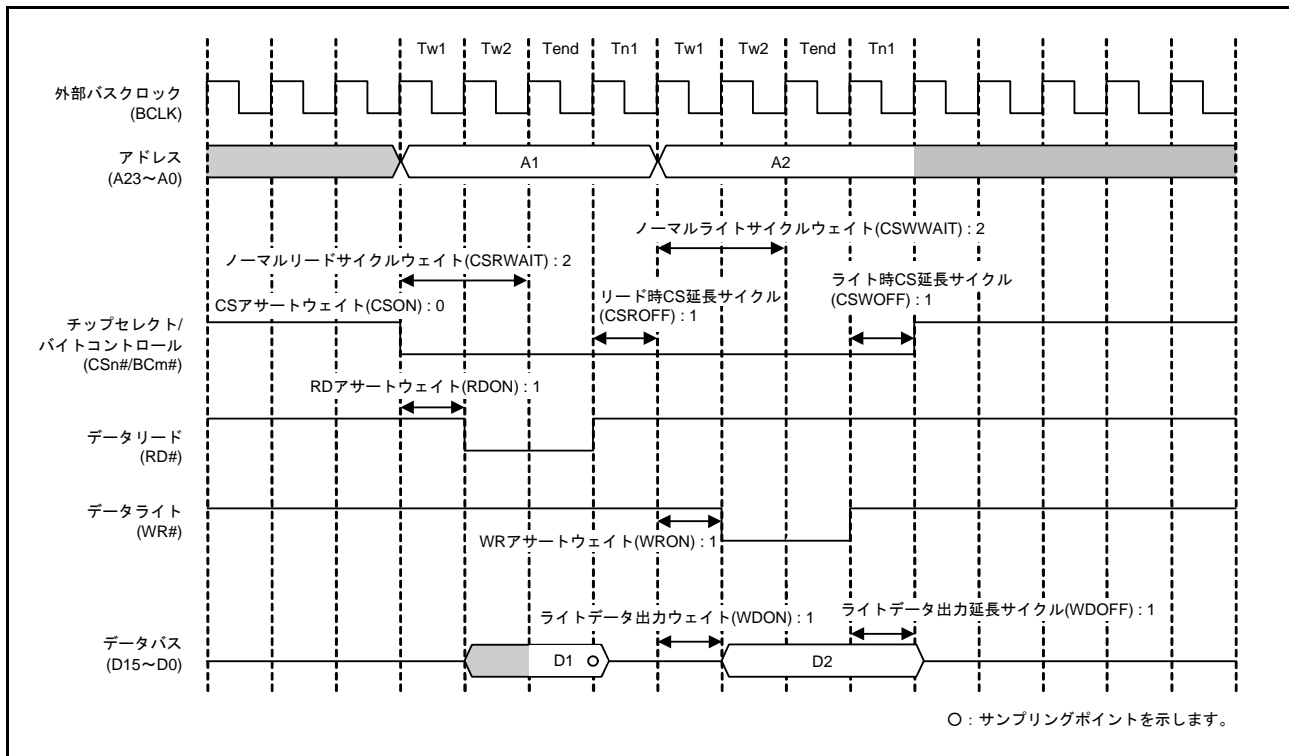 Tw1 Tw2 Tend Tn1 Tw1 Tw2 Tend Tn1
外部バスクロック
(BCLK)
アドレス
(A23～A0)
A1
A2
ノーマルライトサイクルウェイト(CSWWAIT) : 2
ノーマルリードサイクルウェイト(CSRWAIT) : 2
リード時CS延長サイクル
(CSROFF) : 1
ライト時CS延長サイクル
(CSWOFF) : 1
CSアサートウェイト(CSON) : 0
チップセレクト/
バイトコントロール
(CSn#/BCm#)
RDアサートウェイト(RDON) : 1
データリード
(RD#)
データライト
(WR#)
WRアサートウェイト(WRON) : 1
ライトデータ出力ウェイト(WDON) : 1
ライトデータ出力延長サイクル(WDOFF) : 1
データバス
(D15～D0)
D1
D2
○ : サンプリングポイントを示します。